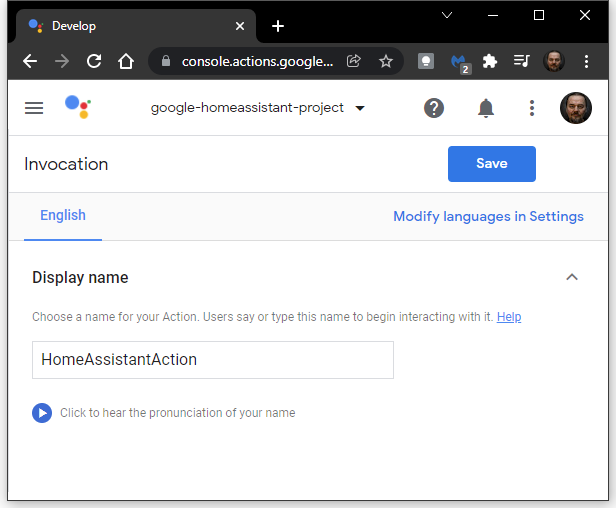 Develop
console.actions.google...
2
google-homeassistant-project
Invocation
Save
English
Modify languages in Settings
Display name
Choose a name for your Action. Users say or type this name to begin interacting with it. Help
HomeAssistantAction
Click to hear the pronunciation of your name